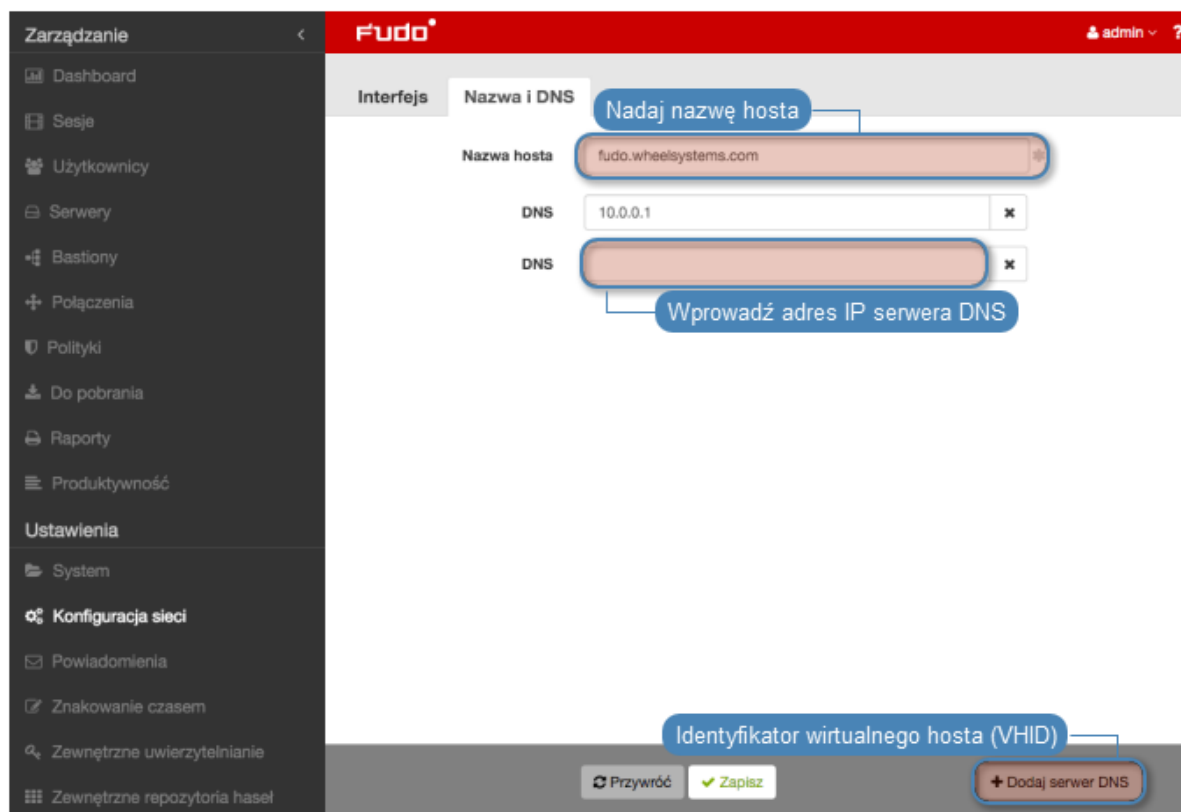 Zarządzanie
Dashboard
Sesje
Użytkownicy
Serwery
Bastiony
Połączenia
Polityki
Do pobrania
Raporty
Produktywność
Ustawienia
System
Konfiguracja sieci
Powiadomienia
Znakowanie czasem
Zewnętrzne uwierzytelnianie
Zewnętrzne repozytoria haseł
FUDO
admin ?
Interfejs Nazwa i DNS
Nadaj nazwę hosta
Nazwa hosta fudo.wheelsystems.com
DNS 10.0.0.1
DNS
Wprowadź adres IP serwera DNS
Identyfikator wirtualnego hosta (VHID)
Przywróć Zapisz + Dodaj serwer DNS